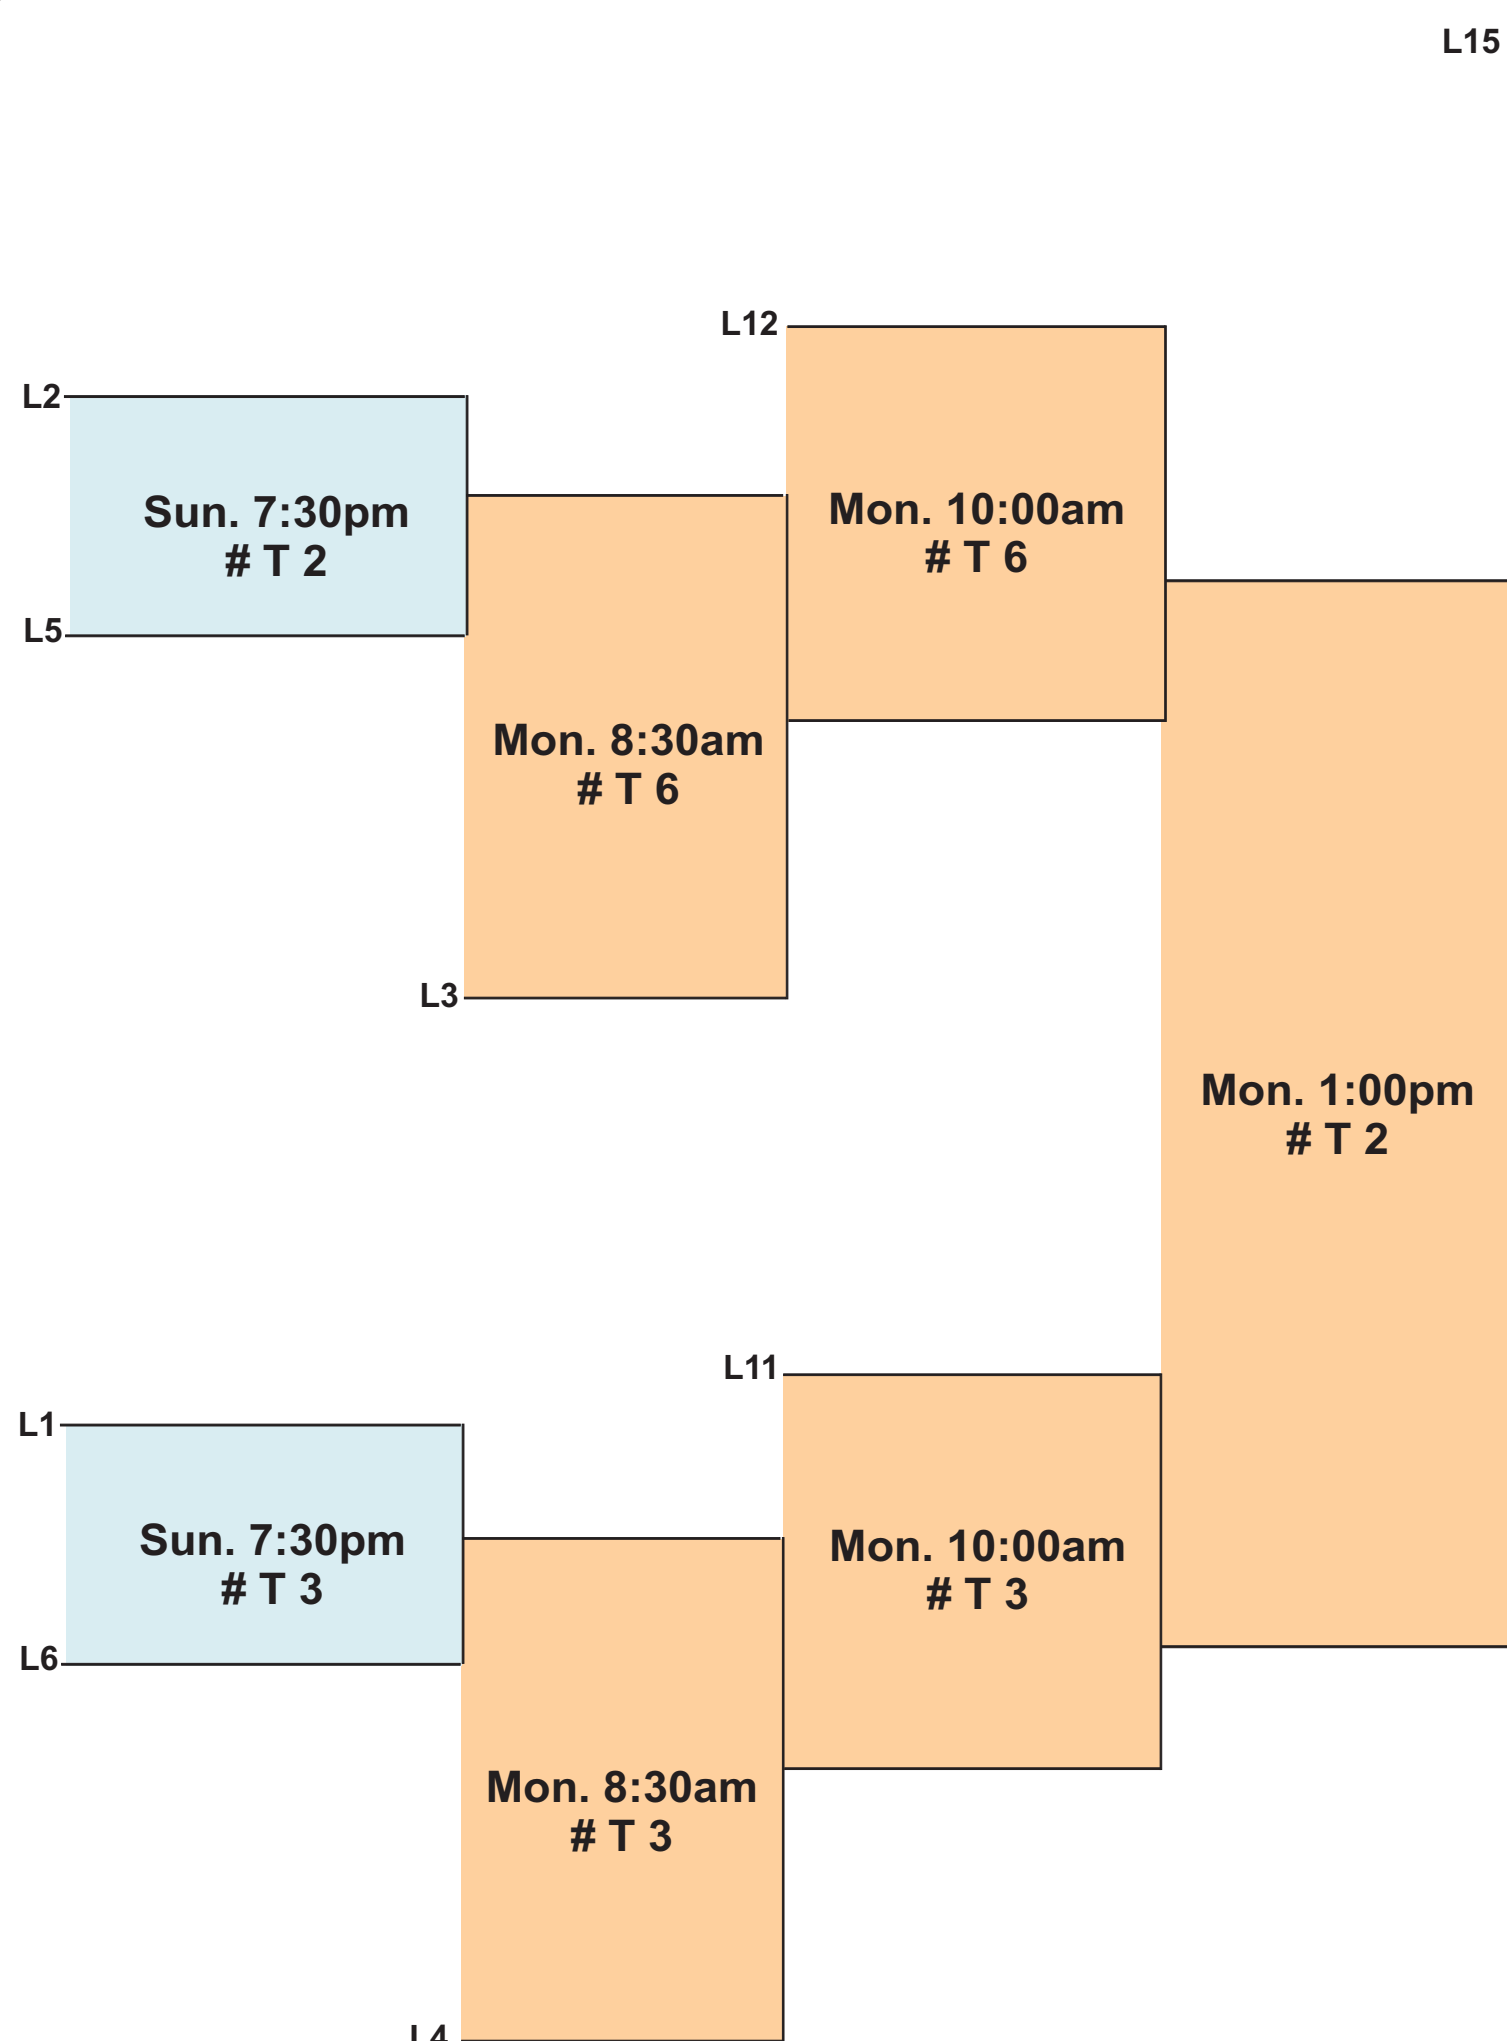 L15
L12
L2
Sun. 7:30pm
# T 2
Mon. 10:00am
# T 6
L5
Mon. 8:30am
# T 6
L3
Mon. 1:00pm
# T 2
L11
L1
Sun. 7:30pm
# T 3
Mon. 10:00am
# T 3
L6
Mon. 8:30am
# T 3
L4